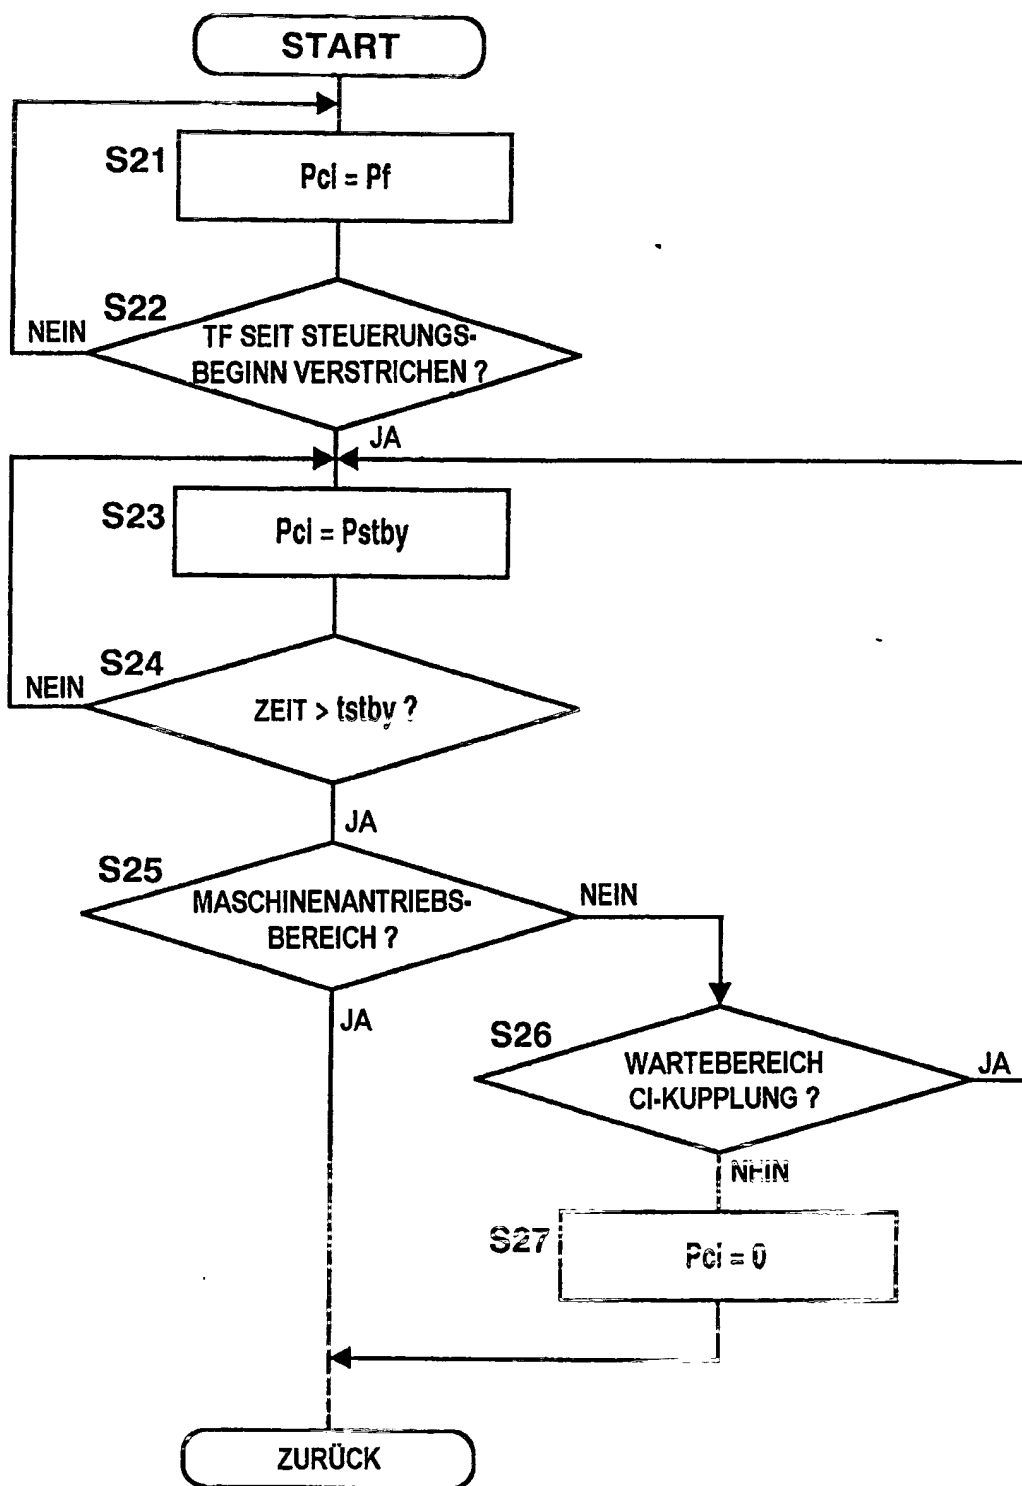 START
S21
Pci = Pf
S22
NEIN
TF SEIT STEUERUNGS-
BEGINN VERSTRICHEN ?
JA
S23
Pci = Pstby
S24
NEIN
ZEIT > tstby ?
JA
S25
MASCHINENANTRIEBS-
BEREICH ?
NEIN
JA
S26
WARTEBEREICH
CI-KUPPLUNG ?
JA
NEIN
S27
Pci = 0
ZURÜCK